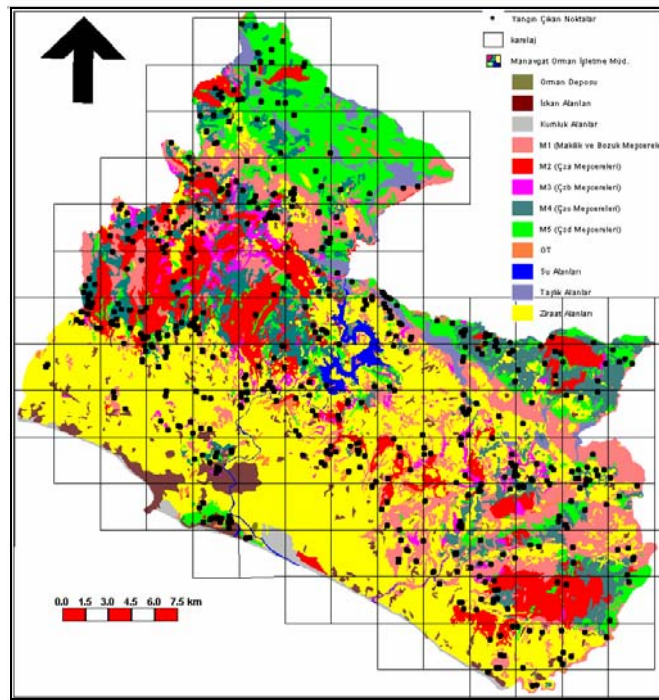 Yangın Çıkan Noktalar
karelaj
Manavgat Orman İşletme Müd.
Orman Deposu
İskan Alanları
Kumluk Alanlar
M1 (Makilik ve Bozuk Meşcerele
M2 (Çza Meşcereleri)
M3 (Çzb Meşcereleri)
M4 (Meşcereleri)
M5 (Çzd Meşcereleri)
OT
Su Alanları
Taşlık Alanlar
Ziraat Alanları
0.0 1.5 3.0 4.5 6.0 7.5 km